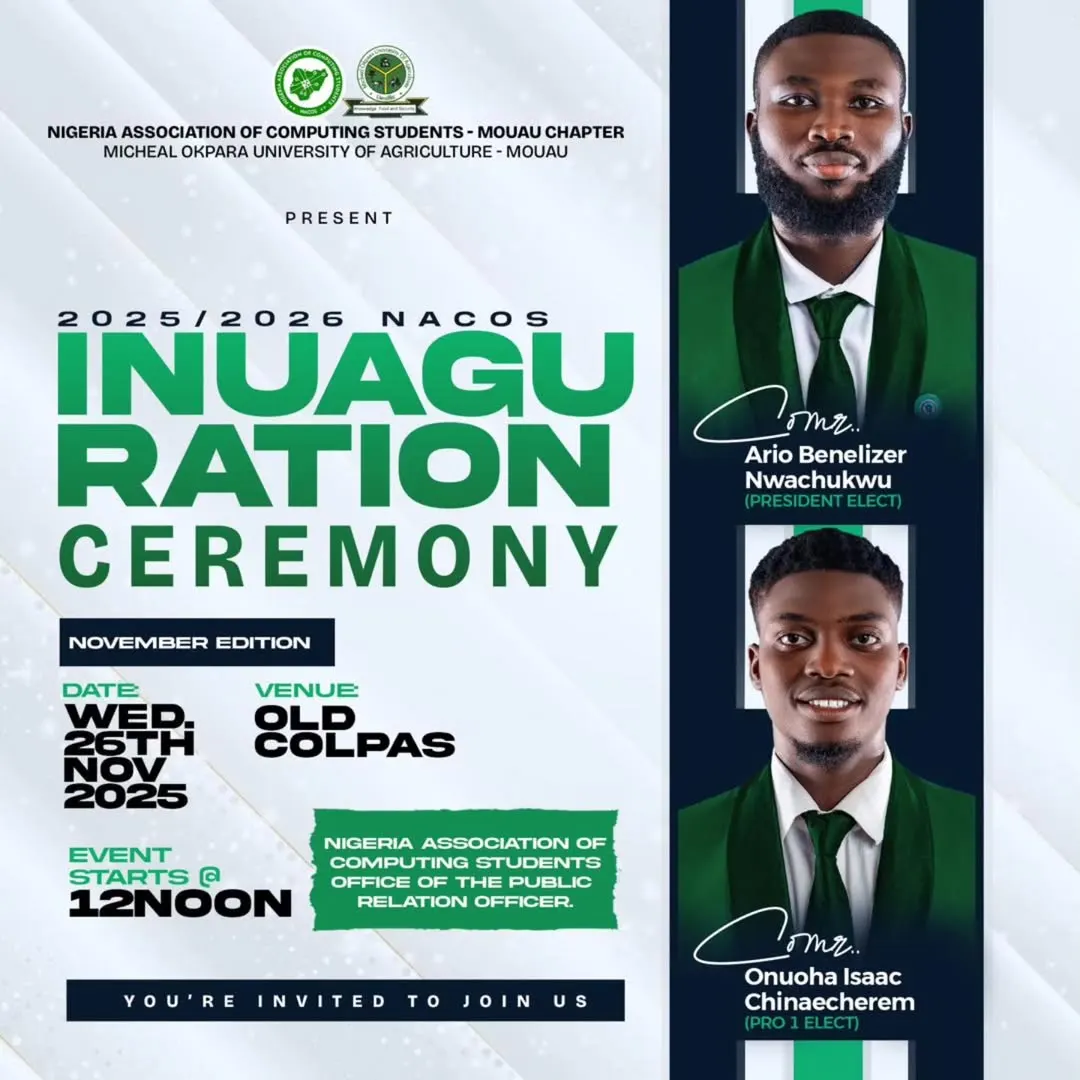 NIGERIA ASSOCIATION OF COMPUTING STUDENTS - MOUAU CHAPTER
MICHEAL OKPARA UNIVERSITY OF AGRICULTURE - MOUAU
PRESENT
2025/2026 NACOS
INUAGU
RATION
CEREMONY
NOVEMBER EDITION
DATE:
WED.
26TH
NOV
2025
VENUE:
OLD
COLPAS
EVENT
STARTS @
12NOON
NIGERIA ASSOCIATION OF
COMPUTING STUDENTS
OFFICE OF THE PUBLIC
RELATION OFFICER.
YOU'RE INVITED TO JOIN US
Comr..
Ario Benelizer
Nwachukwu
(PRESIDENT ELECT)
Comr..
Onuoha Isaac
Chinaecherem
(PRO 1 ELECT)